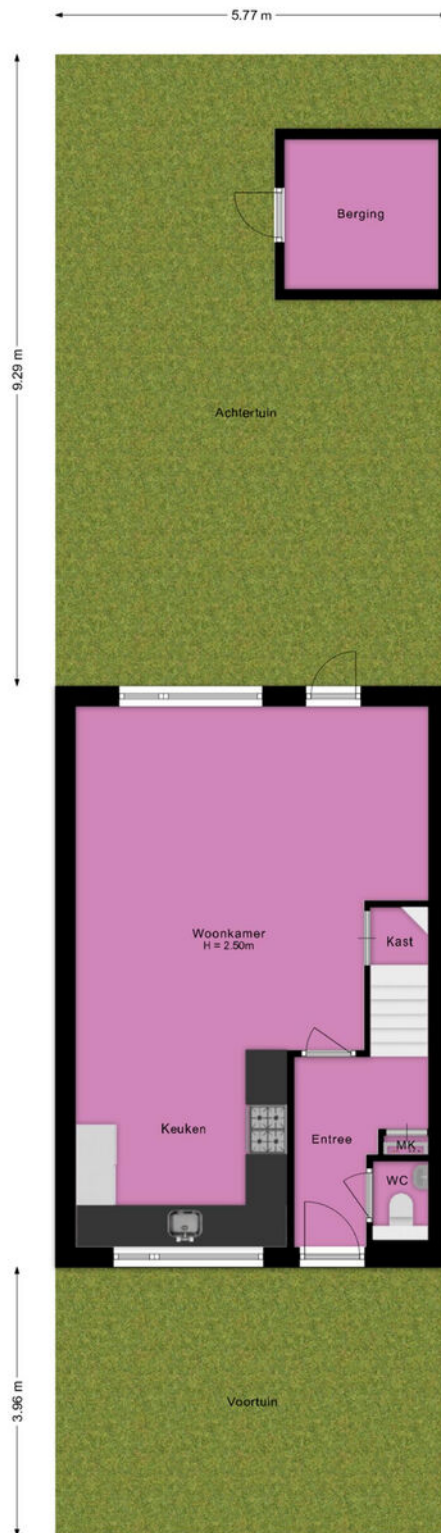 5.77 m
Berging
9.29 m
Achtertuin
Woonkamer
H = 2.50m
Kast
Keuken
Entree
MK
WC
3.96 m
Voortuin